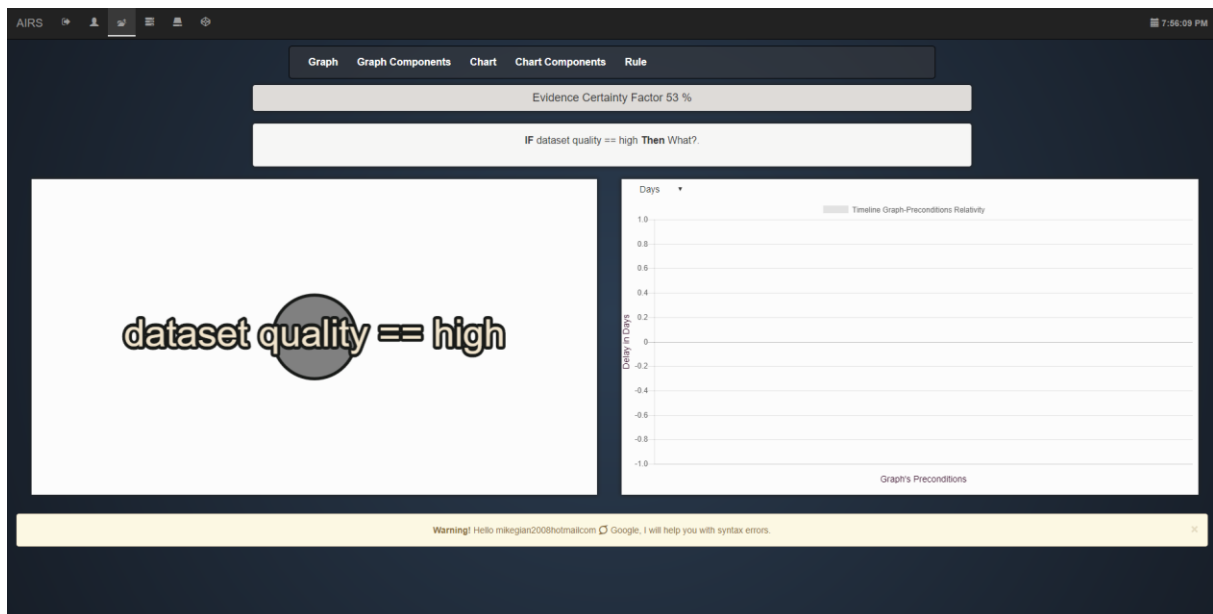 AIRS 7:56:09 PM
Graph Graph Components Chart Chart Components Rule
Evidence Certainty Factor 53 %
IF dataset quality == high Then What?.
dataset quality == high
Days
Timeline Graph-Preconditions Relativity
1.0
0.8
0.6
0.4
0.2
0
-0.2
-0.4
-0.6
-0.8
-1.0
Delay in Days
Graph's Preconditions
Warning! Hello mikegian2008hotmailcom Google, I will help you with syntax errors. ×